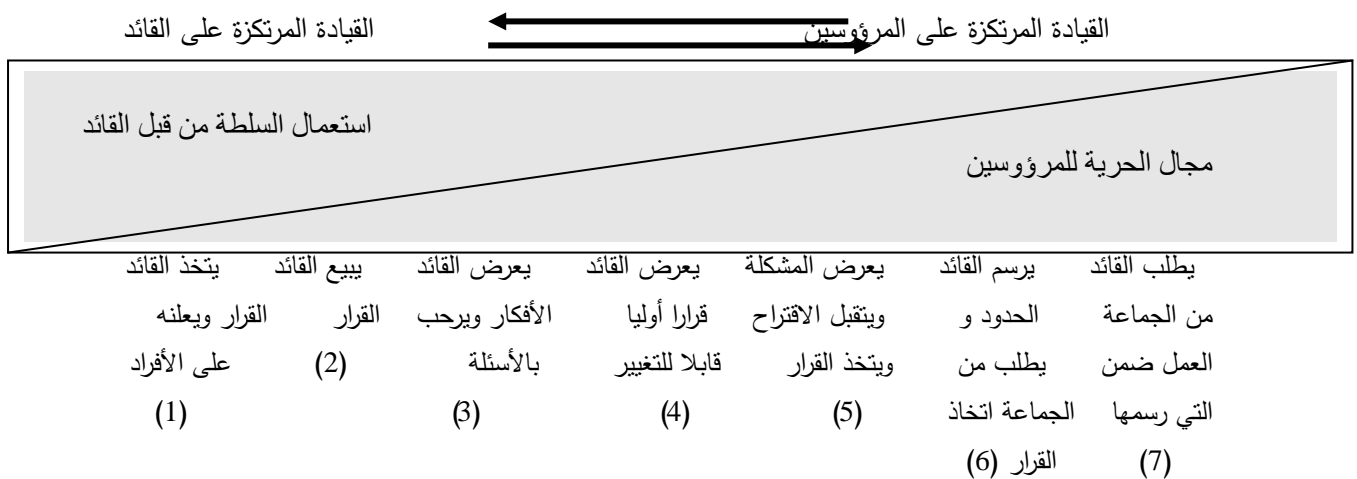 القيادة المرتكزة على المرؤوسين
القيادة المرتكزة على القائد
استعمال السلطة من قبل القائد
مجال الحرية للمرؤوسين
يطلب القائد
من الجماعة
العمل ضمن
التي رسمها
(7)
يرسم القائد
الحدود و
يطلب من
الجماعة اتخاذ
القرار (6)
يعرض المشكلة
ويتقبل الاقتراح
ويتخذ القرار
(5)
يعرض القائد
قرارا أوليا
قابلا للتغيير
(4)
يعرض القائد
الأفكار ويرحب
بالأسئلة
(3)
يبيع القائد
القرار
(2)
يتخذ القائد
القرار ويعلنه
على الأفراد
(1)